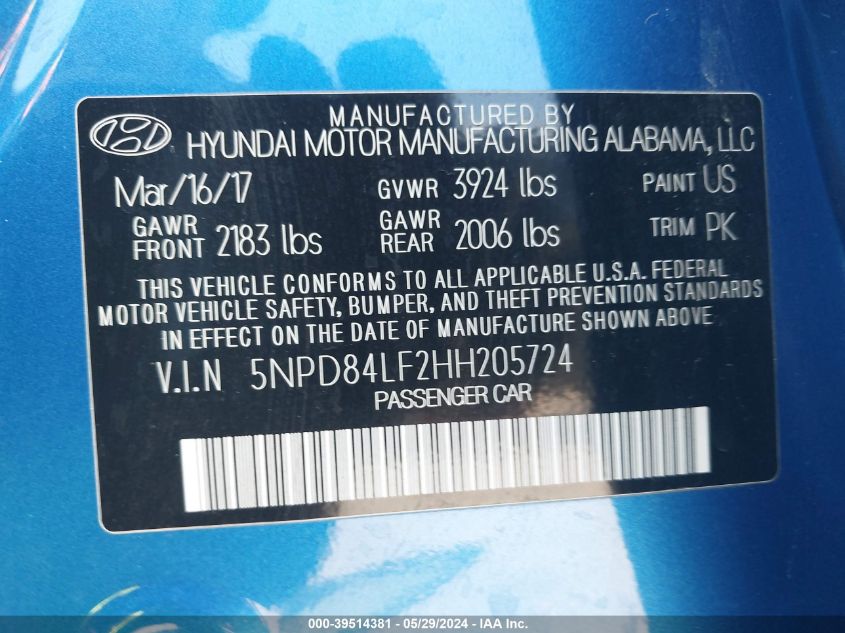 MANUFACTURED BY
HYUNDAI MOTOR MANUFACTURING ALABAMA, LLC
Mar/16/17 GVWR 3924 lbs PAINT US
GAWR FRONT 2183 lbs GAWR REAR 2006 lbs TRIM PK
THIS VEHICLE CONFORMS TO ALL APPLICABLE U.S.A. FEDERAL
MOTOR VEHICLE SAFETY, BUMPER, AND THEFT PREVENTION STANDARDS
IN EFFECT ON THE DATE OF MANUFACTURE SHOWN ABOVE
V.I.N 5NPD84LF2HH205724
PASSENGER CAR
000-39514381 - 05/29/2024 - IAA Inc.